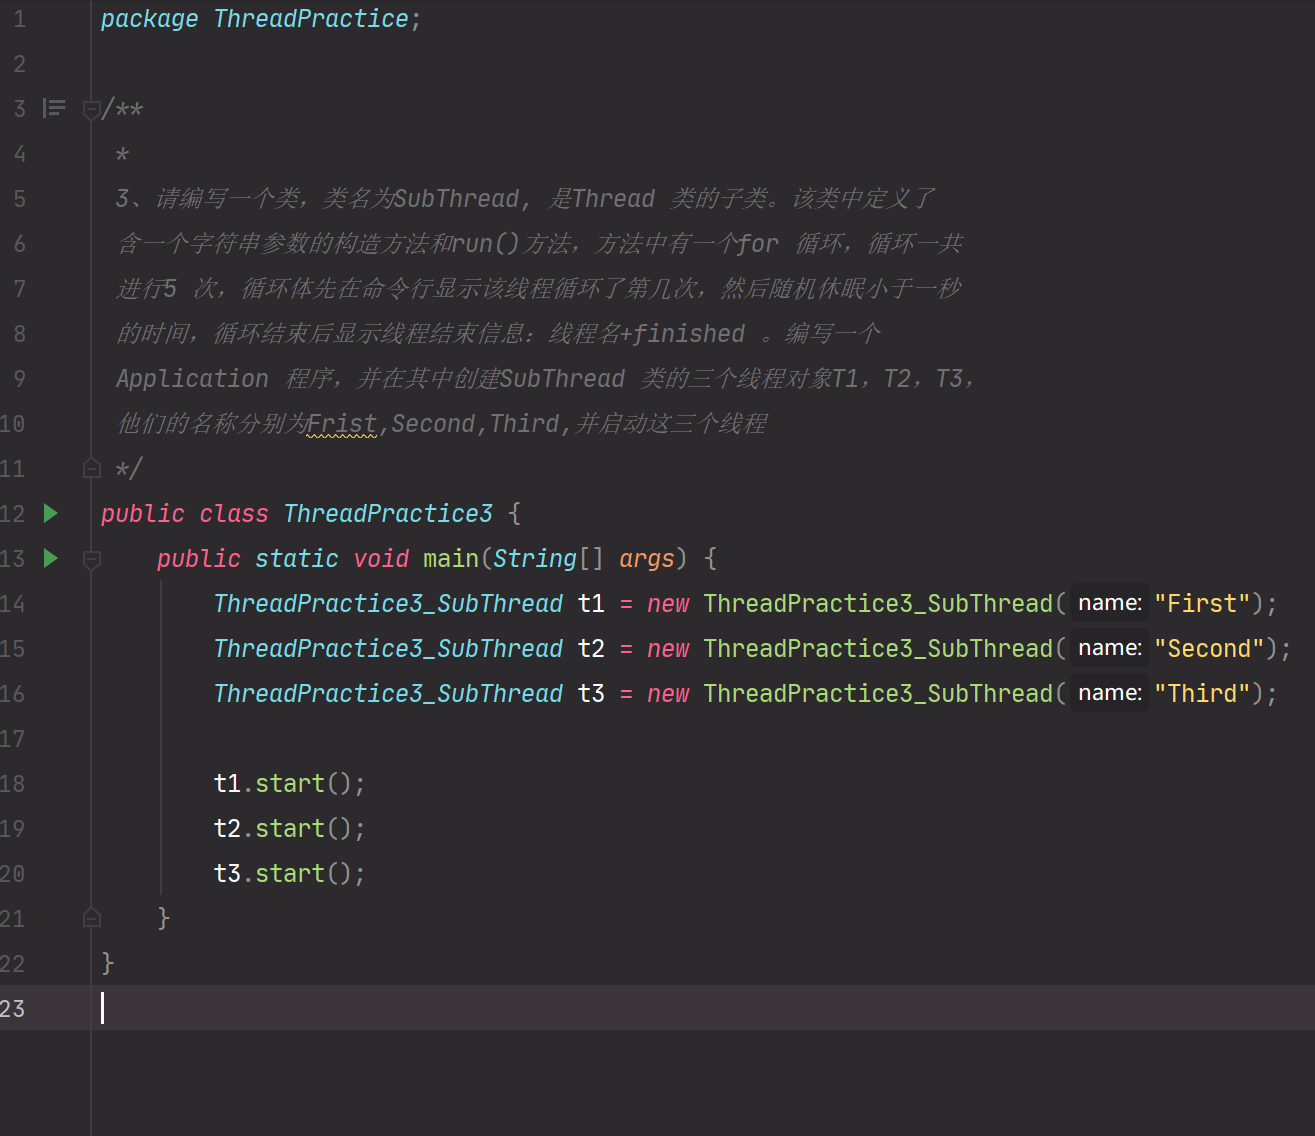 1 package ThreadPractice;
2
3 /**
4 *
5 3、请编写一个类，类名为SubThread, 是Thread 类的子类。该类中定义了
6 含一个字符串参数的构造方法和run()方法，方法中有一个for 循环，循环一共
7 进行5 次，循环体先在命令行显示该线程循环了第几次，然后随机休眠小于一秒
8 的时间，循环结束后显示线程结束信息：线程名+finished 。编写一个
9 Application 程序，并在其中创建SubThread 类的三个线程对象T1，T2，T3，
10 他们的名称分别为Frist,Second,Third,并启动这三个线程
11 */
12 public class ThreadPractice3 {
13 public static void main(String[] args) {
14 ThreadPractice3_SubThread t1 = new ThreadPractice3_SubThread( name: "First");
15 ThreadPractice3_SubThread t2 = new ThreadPractice3_SubThread( name: "Second");
16 ThreadPractice3_SubThread t3 = new ThreadPractice3_SubThread( name: "Third");
17
18 t1.start();
19 t2.start();
20 t3.start();
21 }
22 }
23